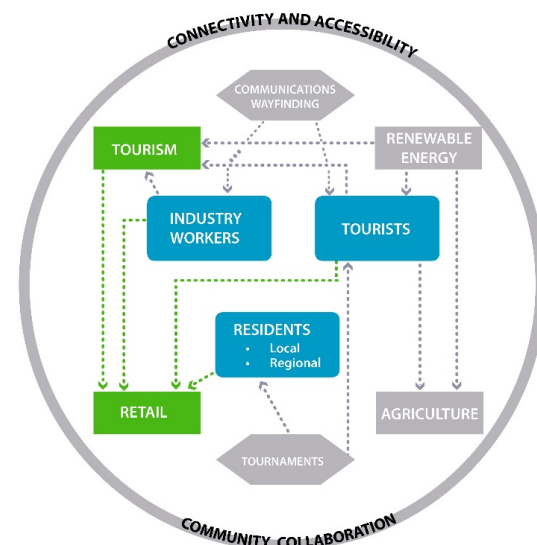 CONNECTIVITY AND ACCESSIBILITY
COMMUNICATIONS
WAYFINDING
TOURISM
RENEWABLE
ENERGY
INDUSTRY
WORKERS
TOURISTS
RESIDENTS
• Local
• Regional
RETAIL
AGRICULTURE
TOURNAMENTS
COMMUNITY COLLABORATION